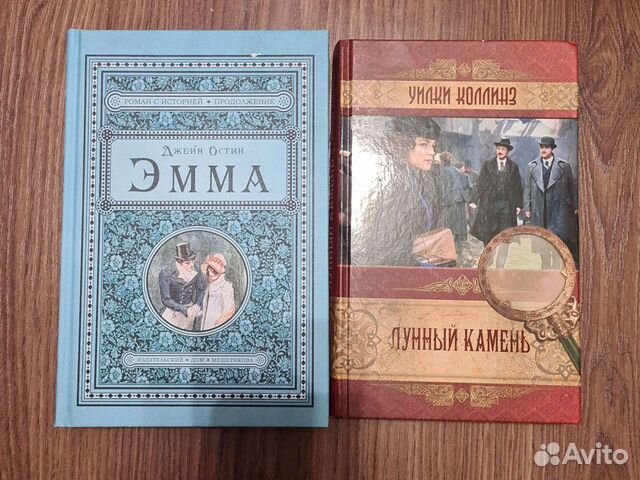 РОМАН С ИСТОРИЕЙ • ПРОДОЛЖЕНИЕ
ДЖЕЙН ОСТИН
ЭММА
ИЗДАТЕЛЬСКИЙ • ДОМ • МЕЩЕРЯКОВА
УИЛКИ КОЛЛИНЗ
ЛУННЫЙ КАМЕНЬ
Avito